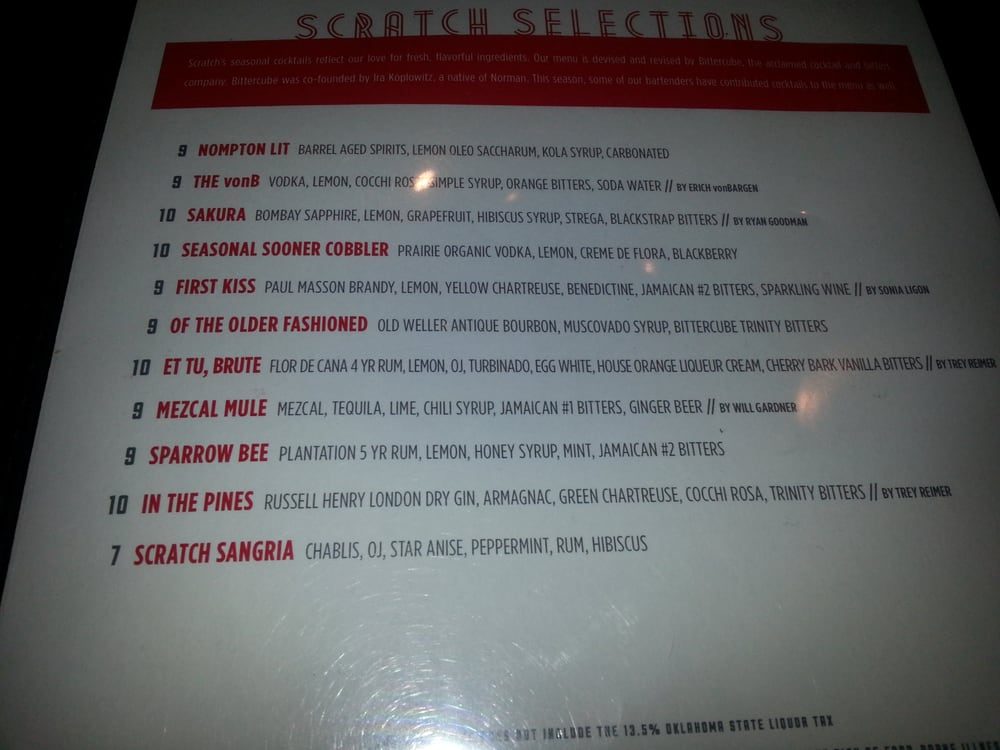 SCRATCH SELECTIONS
Scratch's seasonal cocktails reflect our love for fresh, flavorful ingredients. Our menu is devised and revised by Bittercube, the acclaimed cocktail and bitters
company. Bittercube was co-founded by Ira Koplowitz, a native of Norman. This season, some of our bartenders have contributed cocktails to the menu as well.
9 NOMPTON LIT BARREL AGED SPIRITS, LEMON OLEO SACCHARUM, KOLA SYRUP, CARBONATED
9 THE vonB VODKA, LEMON, COCCHI SIMPLE SYRUP, ORANGE BITTERS, SODA WATER // BY ERICH vonBARGEN
10 SAKURA BOMBAY SAPPHIRE, LEMON, GRAPEFRUIT, HIBISCUS SYRUP, STREGA, BLACKSTRAP BITTERS // BY RYAN GOODMAN
10 SEASONAL SOONER COBBLER PRAIRIE ORGANIC VODKA, LEMON, CREME DE FLORA, BLACKBERRY
9 FIRST KISS PAUL MASSON BRANDY, LEMON, YELLOW CHARTREUSE, BENEDICTINE, JAMAICAN #2 BITTERS, SPARKLING WINE // BY SONIA LIGON
9 OF THE OLDER FASHIONED OLD WELLER ANTIQUE BOURBON, MUSCOVADO SYRUP, BITTERCUBE TRINITY BITTERS
10 ET TU, BRUTE FLOR DE CANA 4 YR RUM, LEMON, OJ, TURBINADO, EGG WHITE, HOUSE ORANGE LIQUEUR CREAM, CHERRY BARK VANILLA BITTERS // BY TREY REIMER
9 MEZCAL MULE MEZCAL, TEQUILA, LIME, CHILI SYRUP, JAMAICAN #1 BITTERS, GINGER BEER // BY WILL GARDNER
9 SPARROW BEE PLANTATION 5 YR RUM, LEMON, HONEY SYRUP, MINT, JAMAICAN #2 BITTERS
10 IN THE PINES RUSSELL HENRY LONDON DRY GIN, ARMAGNAC, GREEN CHARTREUSE, COCCHI ROSA, TRINITY BITTERS // BY TREY REIMER
7 SCRATCH SANGRIA CHABLIS, OJ, STAR ANISE, PEPPERMINT, RUM, HIBISCUS
INCLUDE THE 13.5% OKLAHOMA STATE LIQUOR TAX